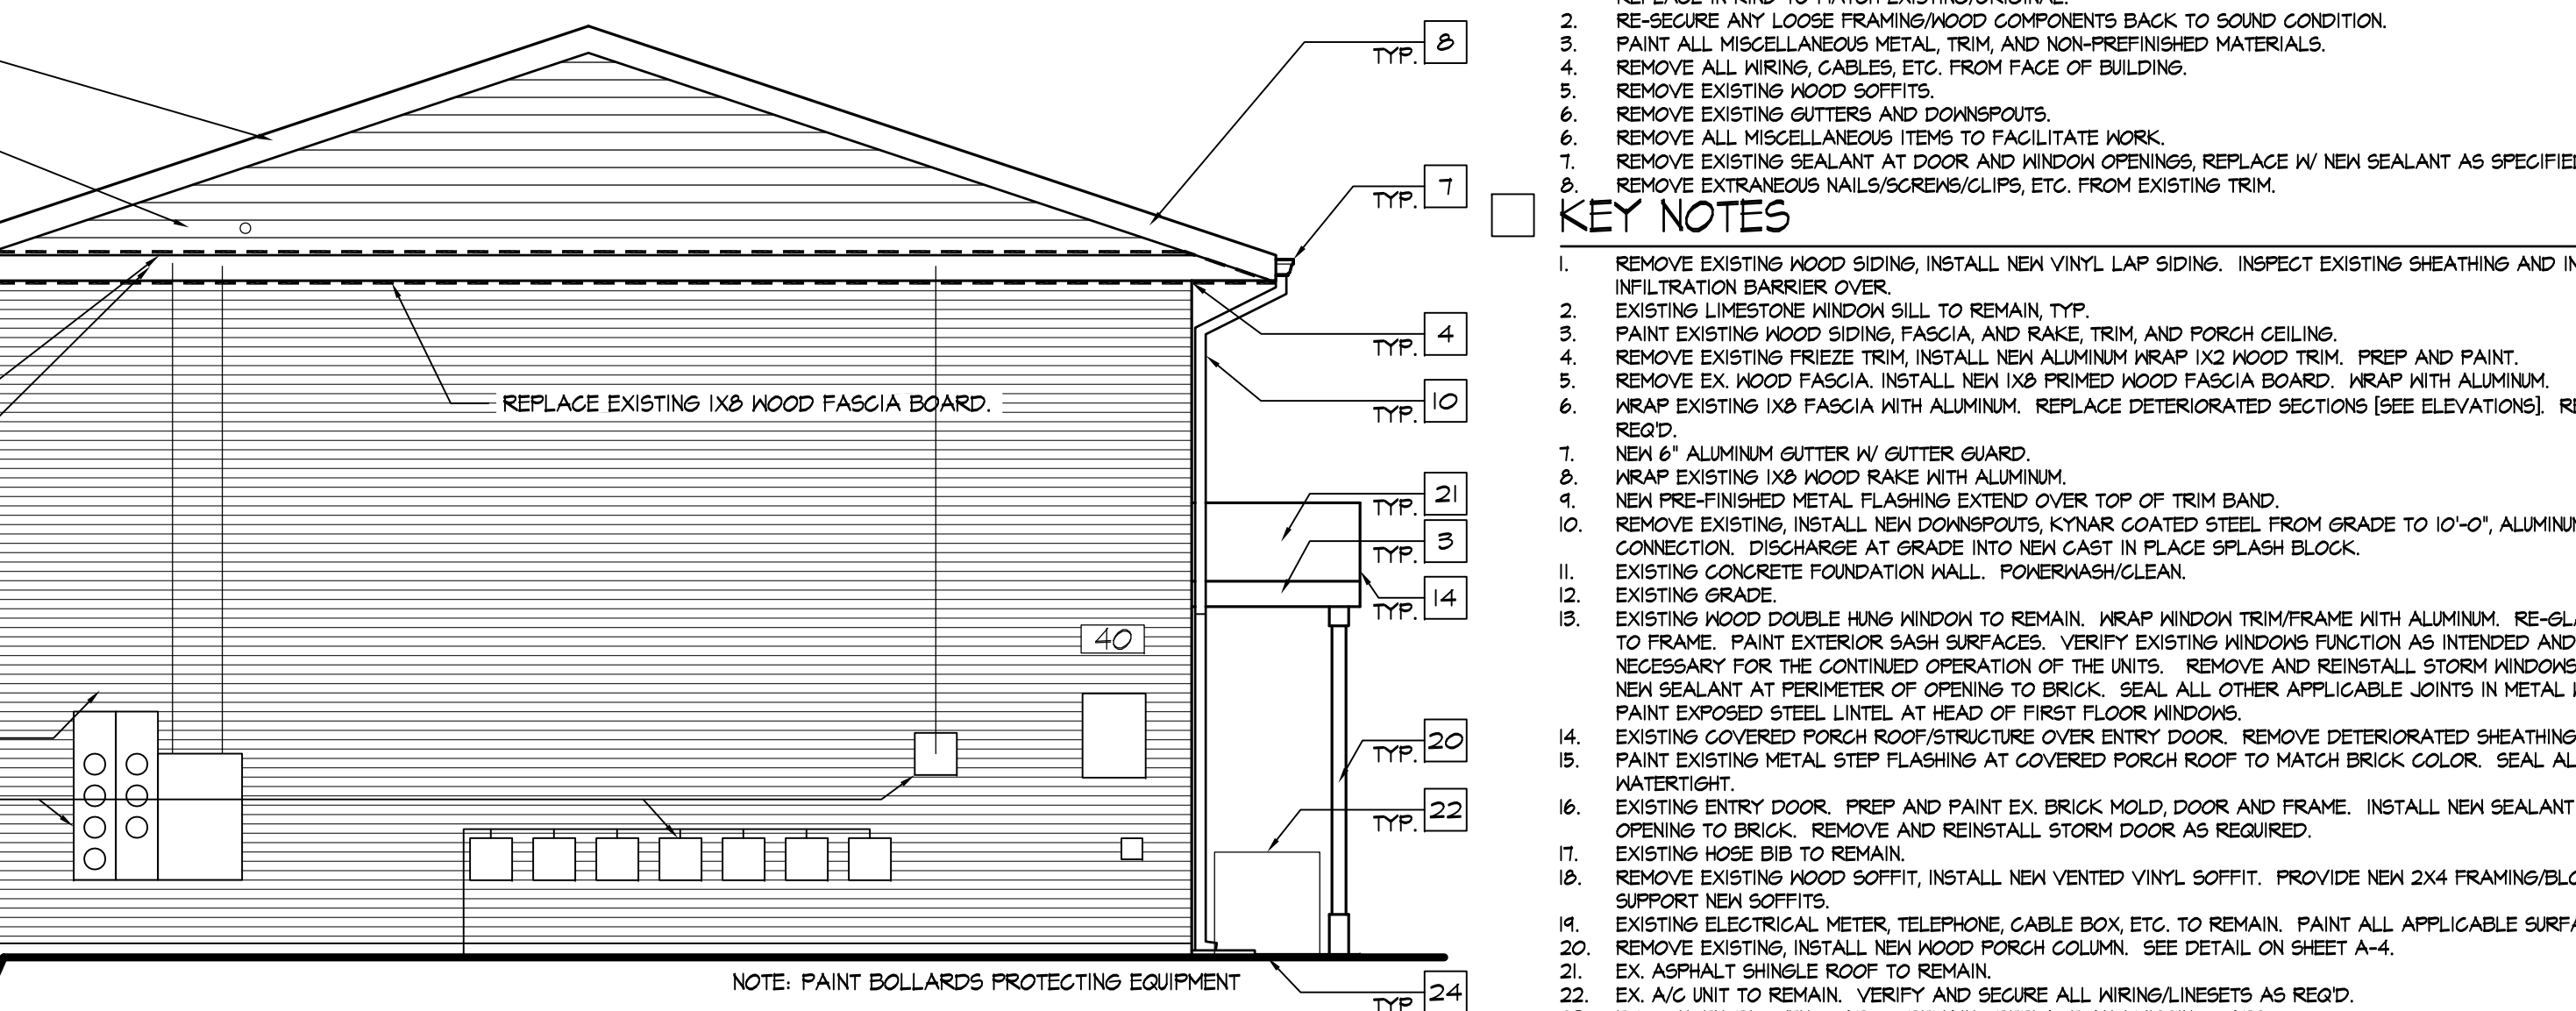 8
TYP.
7
TYP.
4
TYP.
10
TYP.
REPLACE EXISTING 1X8 WOOD FASCIA BOARD.
21
TYP.
3
TYP.
14
TYP.
40
20
TYP.
22
TYP.
NOTE: PAINT BOLLARDS PROTECTING EQUIPMENT
24
TYP
REPLACE IN KIND TO MATCH EXISTING/ORIGINAL.
2. RE-SECURE ANY LOOSE FRAMING/WOOD COMPONENTS BACK TO SOUND CONDITION.
3. PAINT ALL MISCELLANEOUS METAL, TRIM, AND NON-PREFINISHED MATERIALS.
4. REMOVE ALL WIRING, CABLES, ETC. FROM FACE OF BUILDING.
5. REMOVE EXISTING WOOD SOFFITS.
6. REMOVE EXISTING GUTTERS AND DOWNSPOUTS.
6. REMOVE ALL MISCELLANEOUS ITEMS TO FACILITATE WORK.
7. REMOVE EXISTING SEALANT AT DOOR AND WINDOW OPENINGS, REPLACE W/ NEW SEALANT AS SPECIFIE
8. REMOVE EXTRANEOUS NAILS/SCREWS/CLIPS, ETC. FROM EXISTING TRIM.
KEY NOTES
1. REMOVE EXISTING WOOD SIDING, INSTALL NEW VINYL LAP SIDING. INSPECT EXISTING SHEATHING AND IN
INFILTRATION BARRIER OVER.
2. EXISTING LIMESTONE WINDOW SILL TO REMAIN, TYP.
3. PAINT EXISTING WOOD SIDING, FASCIA, AND RAKE, TRIM, AND PORCH CEILING.
4. REMOVE EXISTING FRIEZE TRIM, INSTALL NEW ALUMINUM WRAP 1X2 WOOD TRIM. PREP AND PAINT.
5. REMOVE EX. WOOD FASCIA. INSTALL NEW 1X8 PRIMED WOOD FASCIA BOARD. WRAP WITH ALUMINUM.
6. WRAP EXISTING 1X8 FASCIA WITH ALUMINUM. REPLACE DETERIORATED SECTIONS [SEE ELEVATIONS]. RE
REQ'D.
7. NEW 6" ALUMINUM GUTTER W/ GUTTER GUARD.
8. WRAP EXISTING 1X8 WOOD RAKE WITH ALUMINUM.
9. NEW PRE-FINISHED METAL FLASHING EXTEND OVER TOP OF TRIM BAND.
10. REMOVE EXISTING, INSTALL NEW DOWNSPOUTS, KYNAR COATED STEEL FROM GRADE TO 10'-0", ALUMINU
CONNECTION. DISCHARGE AT GRADE INTO NEW CAST IN PLACE SPLASH BLOCK.
11. EXISTING CONCRETE FOUNDATION WALL. POWERWASH/CLEAN.
12. EXISTING GRADE.
13. EXISTING WOOD DOUBLE HUNG WINDOW TO REMAIN. WRAP WINDOW TRIM/FRAME WITH ALUMINUM. RE-GLA
TO FRAME. PAINT EXTERIOR SASH SURFACES. VERIFY EXISTING WINDOWS FUNCTION AS INTENDED AND
NECESSARY FOR THE CONTINUED OPERATION OF THE UNITS. REMOVE AND REINSTALL STORM WINDOWS
NEW SEALANT AT PERIMETER OF OPENING TO BRICK. SEAL ALL OTHER APPLICABLE JOINTS IN METAL
PAINT EXPOSED STEEL LINTEL AT HEAD OF FIRST FLOOR WINDOWS.
14. EXISTING COVERED PORCH ROOF/STRUCTURE OVER ENTRY DOOR. REMOVE DETERIORATED SHEATHING
15. PAINT EXISTING METAL STEP FLASHING AT COVERED PORCH ROOF TO MATCH BRICK COLOR. SEAL AL
WATERTIGHT.
16. EXISTING ENTRY DOOR. PREP AND PAINT EX. BRICK MOLD, DOOR AND FRAME. INSTALL NEW SEALANT
OPENING TO BRICK. REMOVE AND REINSTALL STORM DOOR AS REQUIRED.
17. EXISTING HOSE BIB TO REMAIN.
18. REMOVE EXISTING WOOD SOFFIT, INSTALL NEW VENTED VINYL SOFFIT. PROVIDE NEW 2X4 FRAMING/BLO
SUPPORT NEW SOFFITS.
19. EXISTING ELECTRICAL METER, TELEPHONE, CABLE BOX, ETC. TO REMAIN. PAINT ALL APPLICABLE SURFA
20. REMOVE EXISTING, INSTALL NEW WOOD PORCH COLUMN. SEE DETAIL ON SHEET A-4.
21. EX. ASPHALT SHINGLE ROOF TO REMAIN.
22. EX. A/C UNIT TO REMAIN. VERIFY AND SECURE ALL WIRING/LINESETS AS REQ'D.